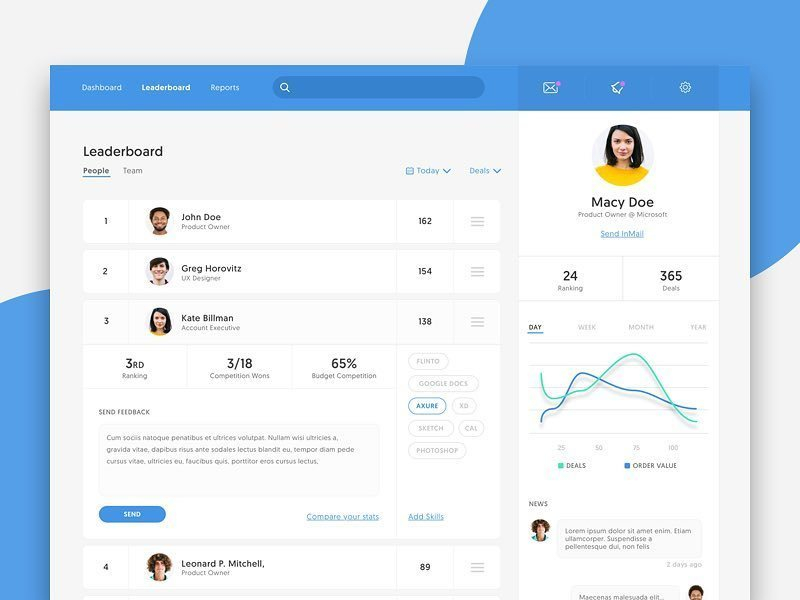 Dashboard Leaderboard Reports
Leaderboard
People Team Today Deals
1 John Doe 162
Product Owner
2 Greg Horovitz 154
UX Designer
3 Kate Billman 138
Account Executive
3RD 3/18 65%
Ranking Competition Wons Budget Competition
SEND FEEDBACK
Cum sociis natoque penatibus et ultrices volutpat. Nullam wisi ultricies a,
gravida vitae, dapibus risus ante sodales lectus blandit eu, tempor diam pede
cursus vitae, ultricies eu, faucibus quis, porttitor eros cursus lectus,
SEND Compare your stats
FLINTO
GOOGLE DOCS
AXURE XD
SKETCH CAL
PHOTOSHOP
Add Skills
4 Leonard P. Mitchell, 89
Product Owner
Macy Doe
Product Owner @ Microsoft
Send InMail
24 365
Ranking Deals
DAY WEEK MONTH YEAR
25 50 75 100
DEALS ORDER VALUE
NEWS
Lorem ipsum dolor sit amet enim. Etiam
ullamcorper. Suspendisse a
pellentesque dui, non felis
2 days ago
Maecenas malesuada elit...